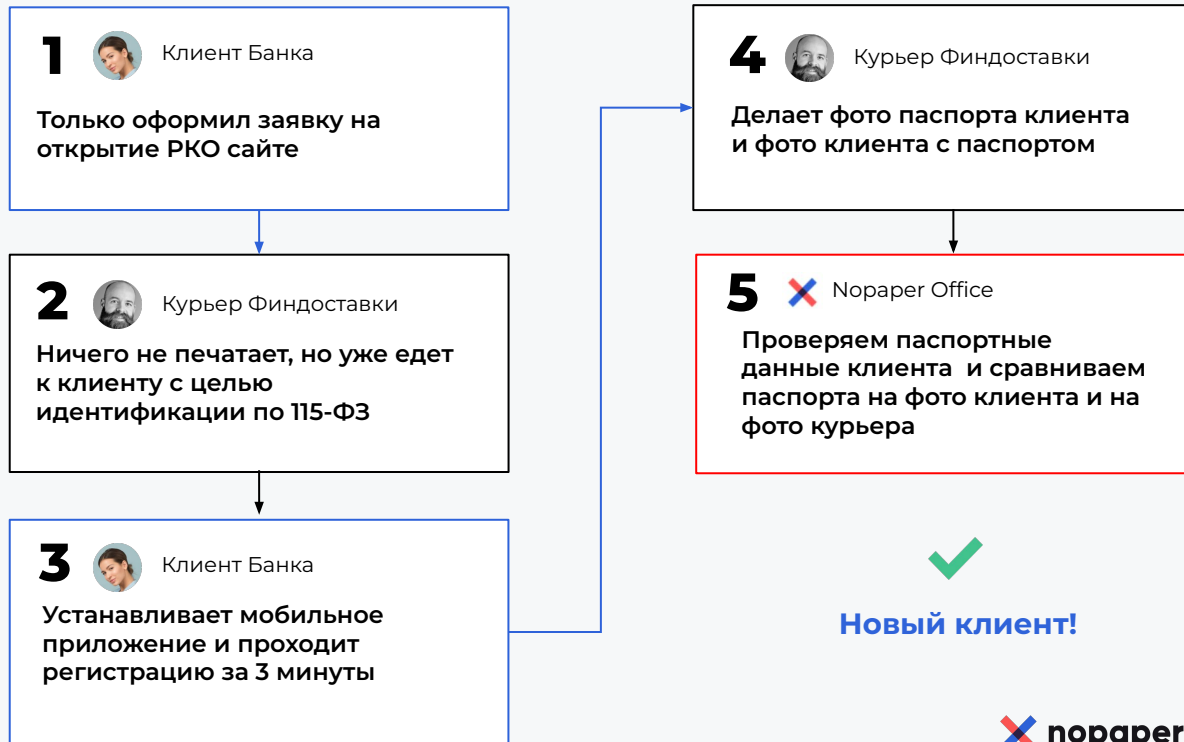 1
Клиент Банка
Только оформил заявку на
открытие РКО сайте
2
Курьер Финдоставки
Ничего не печатает, но уже едет
к клиенту с целью
идентификации по 115-ФЗ
3
Клиент Банка
Устанавливает мобильное
приложение и проходит
регистрацию за 3 минуты
4
Курьер Финдоставки
Делает фото паспорта клиента
и фото клиента с паспортом
5
Nopaper Office
Проверяем паспортные
данные клиента и сравниваем
паспорта на фото клиента и на
фото курьера
Новый клиент!
nopaper